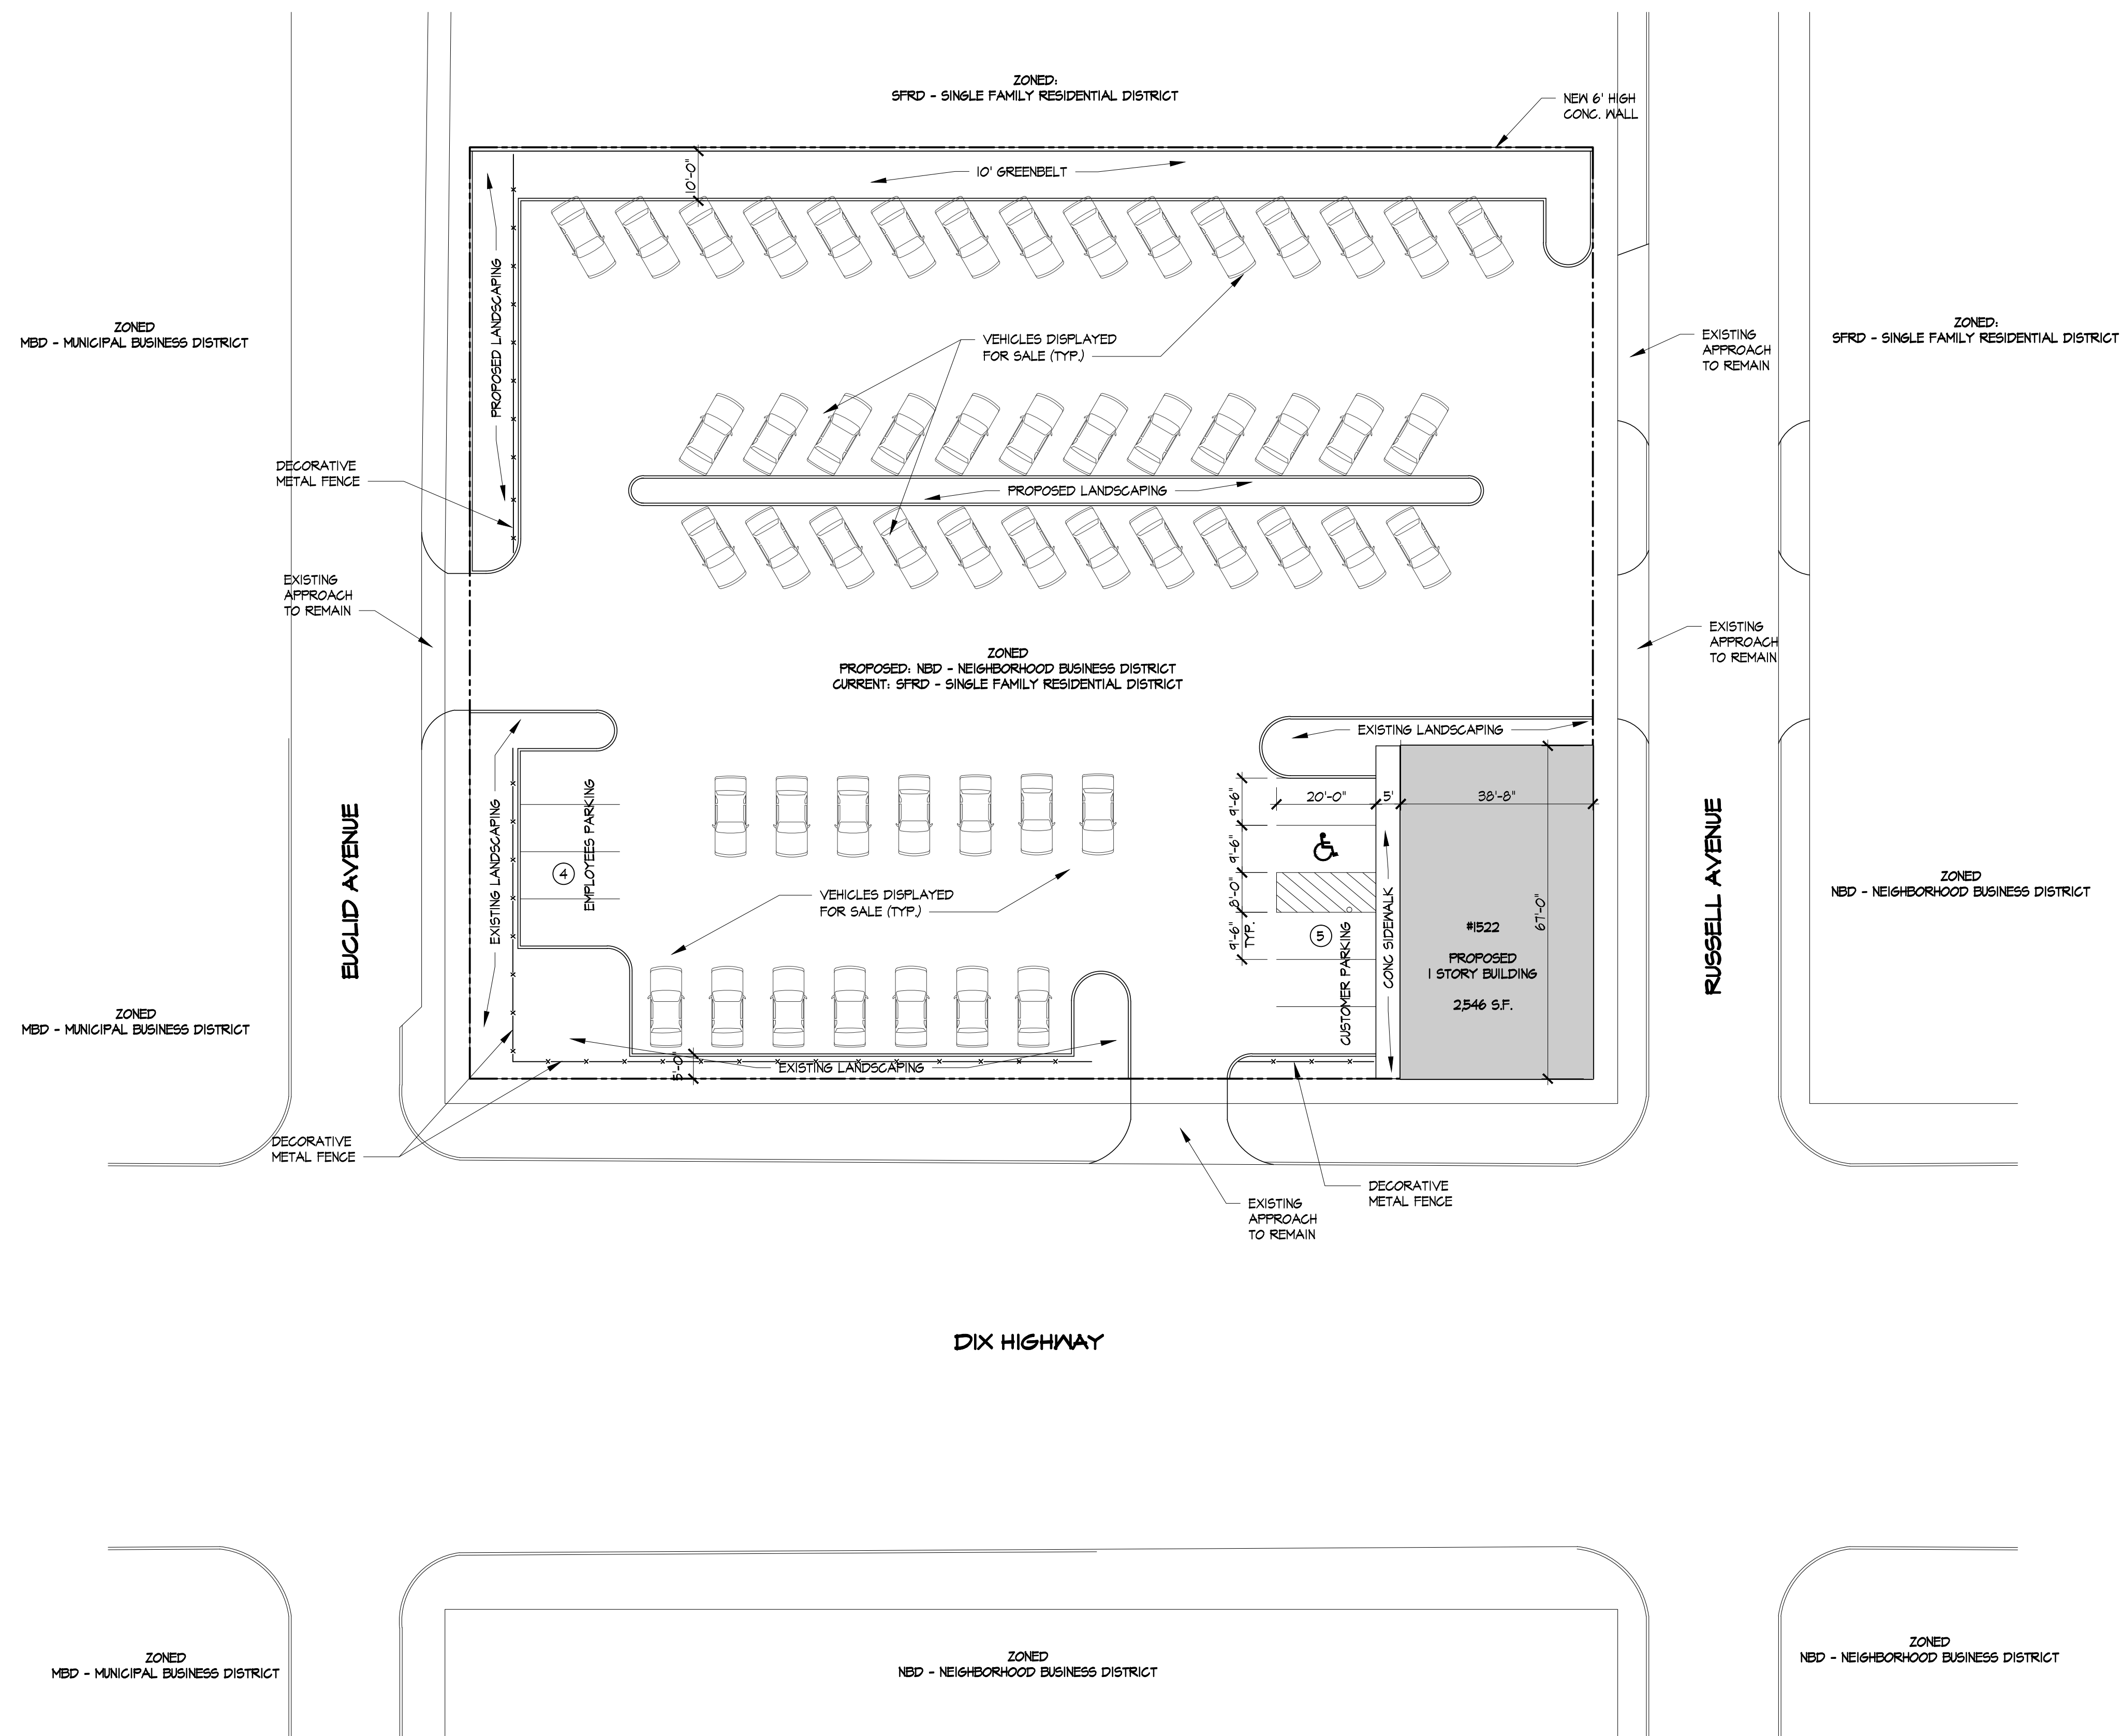 ZONED:
SFRD - SINGLE FAMILY RESIDENTIAL DISTRICT
NEW 6' HIGH
CONC. WALL
10'-0"
10' GREENBELT
PROPOSED LANDSCAPING
ZONED
MBD - MUNICIPAL BUSINESS DISTRICT
VEHICLES DISPLAYED
FOR SALE (TYP.)
EXISTING
APPROACH
TO REMAIN
ZONED:
SFRD - SINGLE FAMILY RESIDENTIAL DISTRICT
DECORATIVE
METAL FENCE
PROPOSED LANDSCAPING
EXISTING
APPROACH
TO REMAIN
EXISTING
APPROACH
TO REMAIN
ZONED
PROPOSED: NBD - NEIGHBORHOOD BUSINESS DISTRICT
CURRENT: SFRD - SINGLE FAMILY RESIDENTIAL DISTRICT
EXISTING LANDSCAPING
EUCLID AVENUE
EXISTING LANDSCAPING
4
EMPLOYEES PARKING
VEHICLES DISPLAYED
FOR SALE (TYP.)
9'-6"
9'-6"
8'-0"
9'-6"
TYP.
20'-0"
5'
38'-8"
67'-0"
5
CUSTOMER PARKING
CONC SIDEWALK
#1522
PROPOSED
1 STORY BUILDING
2,546 S.F.
RUSSELL AVENUE
ZONED
NBD - NEIGHBORHOOD BUSINESS DISTRICT
ZONED
MBD - MUNICIPAL BUSINESS DISTRICT
5'-0"
EXISTING LANDSCAPING
DECORATIVE
METAL FENCE
DECORATIVE
METAL FENCE
EXISTING
APPROACH
TO REMAIN
DIX HIGHWAY
ZONED
MBD - MUNICIPAL BUSINESS DISTRICT
ZONED
NBD - NEIGHBORHOOD BUSINESS DISTRICT
ZONED
NBD - NEIGHBORHOOD BUSINESS DISTRICT